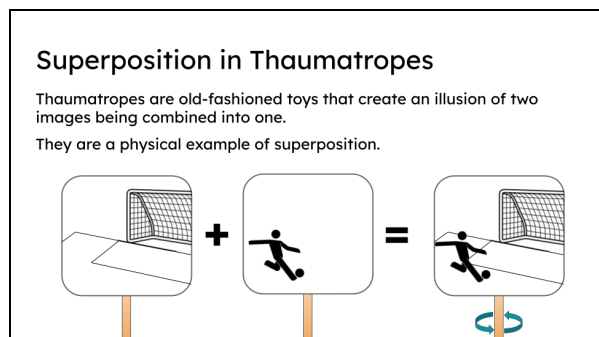 Superposition in Thaumatropes
Thaumatropes are old-fashioned toys that create an illusion of two
images being combined into one.
They are a physical example of superposition.
+ =